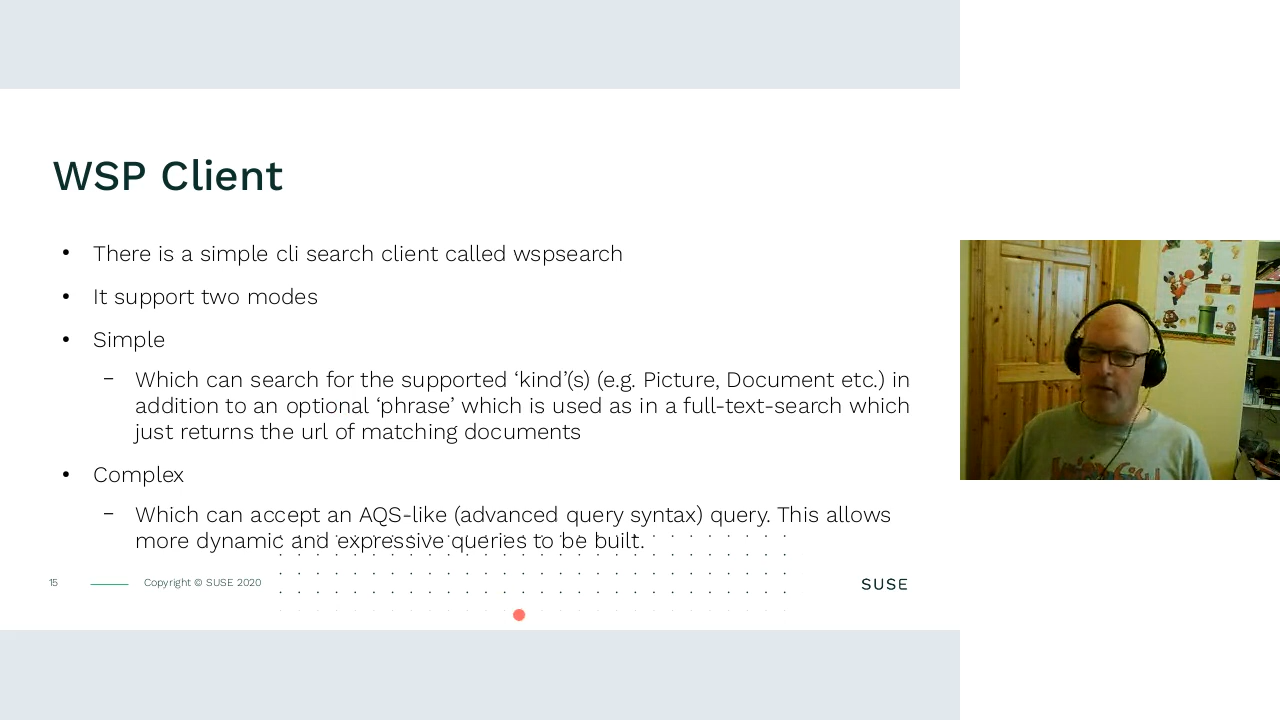 WSP Client
• There is a simple cli search client called wspsearch
• It support two modes
• Simple
– Which can search for the supported ‘kind’(s) (e.g. Picture, Document etc.) in
addition to an optional ‘phrase’ which is used as in a full-text-search which
just returns the url of matching documents
• Complex
– Which can accept an AQS-like (advanced query syntax) query. This allows
more dynamic and expressive queries to be built.
15
Copyright © SUSE 2020
SUSE